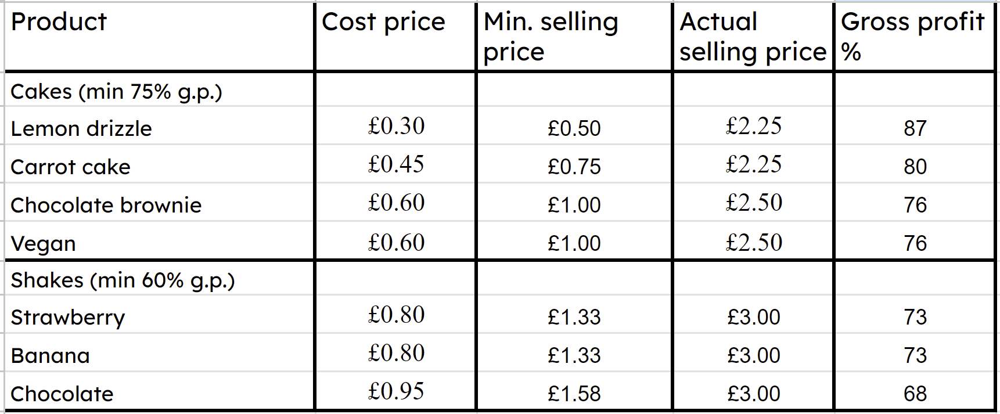 Product Cost price Min. selling price Actual selling price Gross profit %
Cakes (min 75% g.p.)
Lemon drizzle £0.30 £0.50 £2.25 87
Carrot cake £0.45 £0.75 £2.25 80
Chocolate brownie £0.60 £1.00 £2.50 76
Vegan £0.60 £1.00 £2.50 76
Shakes (min 60% g.p.)
Strawberry £0.80 £1.33 £3.00 73
Banana £0.80 £1.33 £3.00 73
Chocolate £0.95 £1.58 £3.00 68